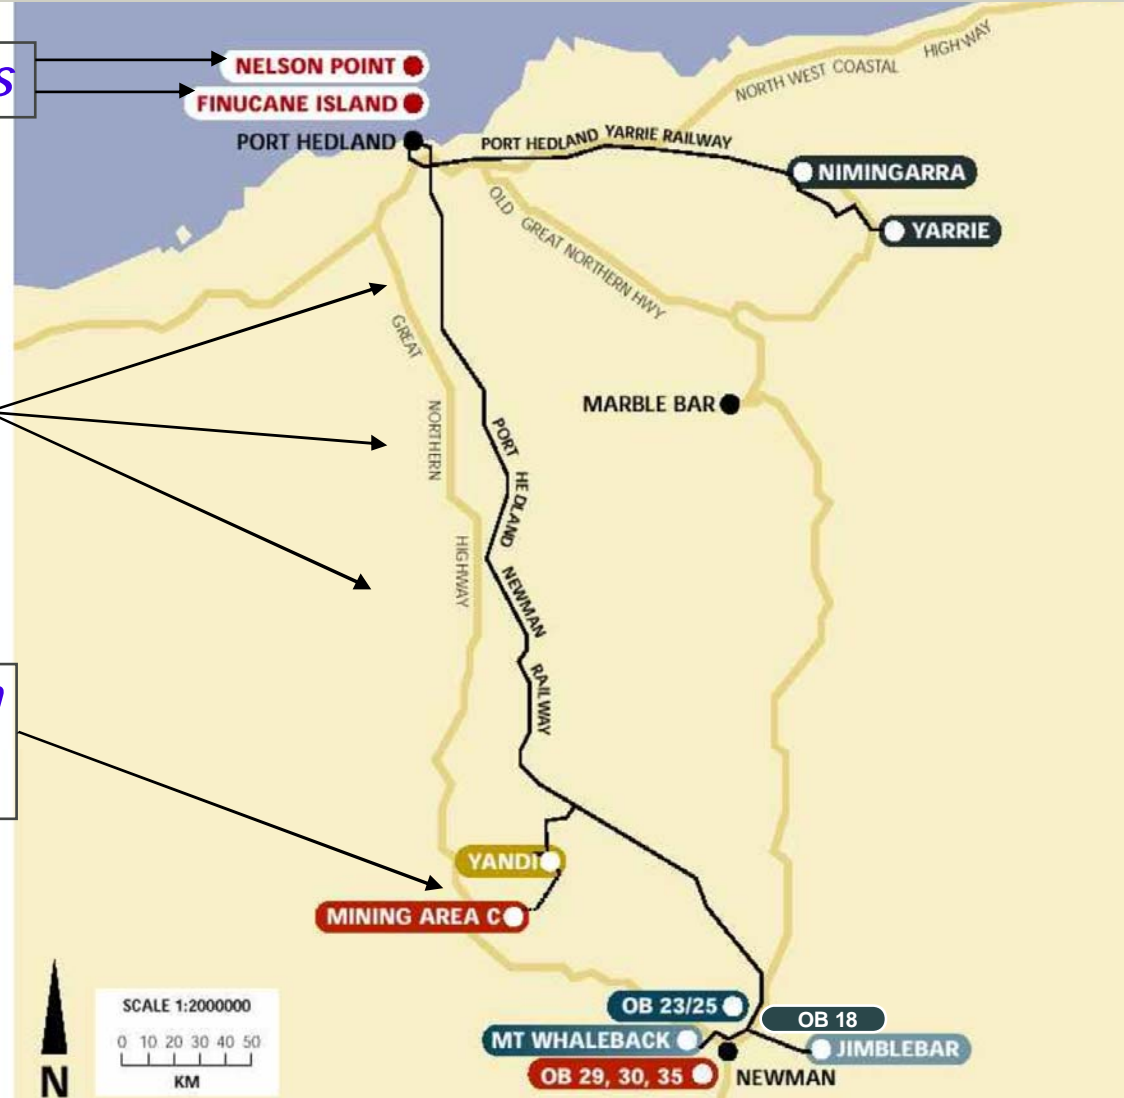 NELSON POINT
FINUCANE ISLAND
PORT HEDLAND
NORTH WEST COASTAL HIGHWAY
PORT HEDLAND YARRIE RAILWAY
NIMINGARRA
YARRIE
OLD GREAT NORTHERN HWY
GREAT NORTHERN HIGHWAY
MARBLE BAR
PORT HEDLAND NEWMAN RAILWAY
YANDI
MINING AREA C
OB 23/25
OB 18
MT WHALEBACK
JIMBLEBAR
OB 29, 30, 35
NEWMAN
SCALE 1:2000000
0 10 20 30 40 50
KM
N